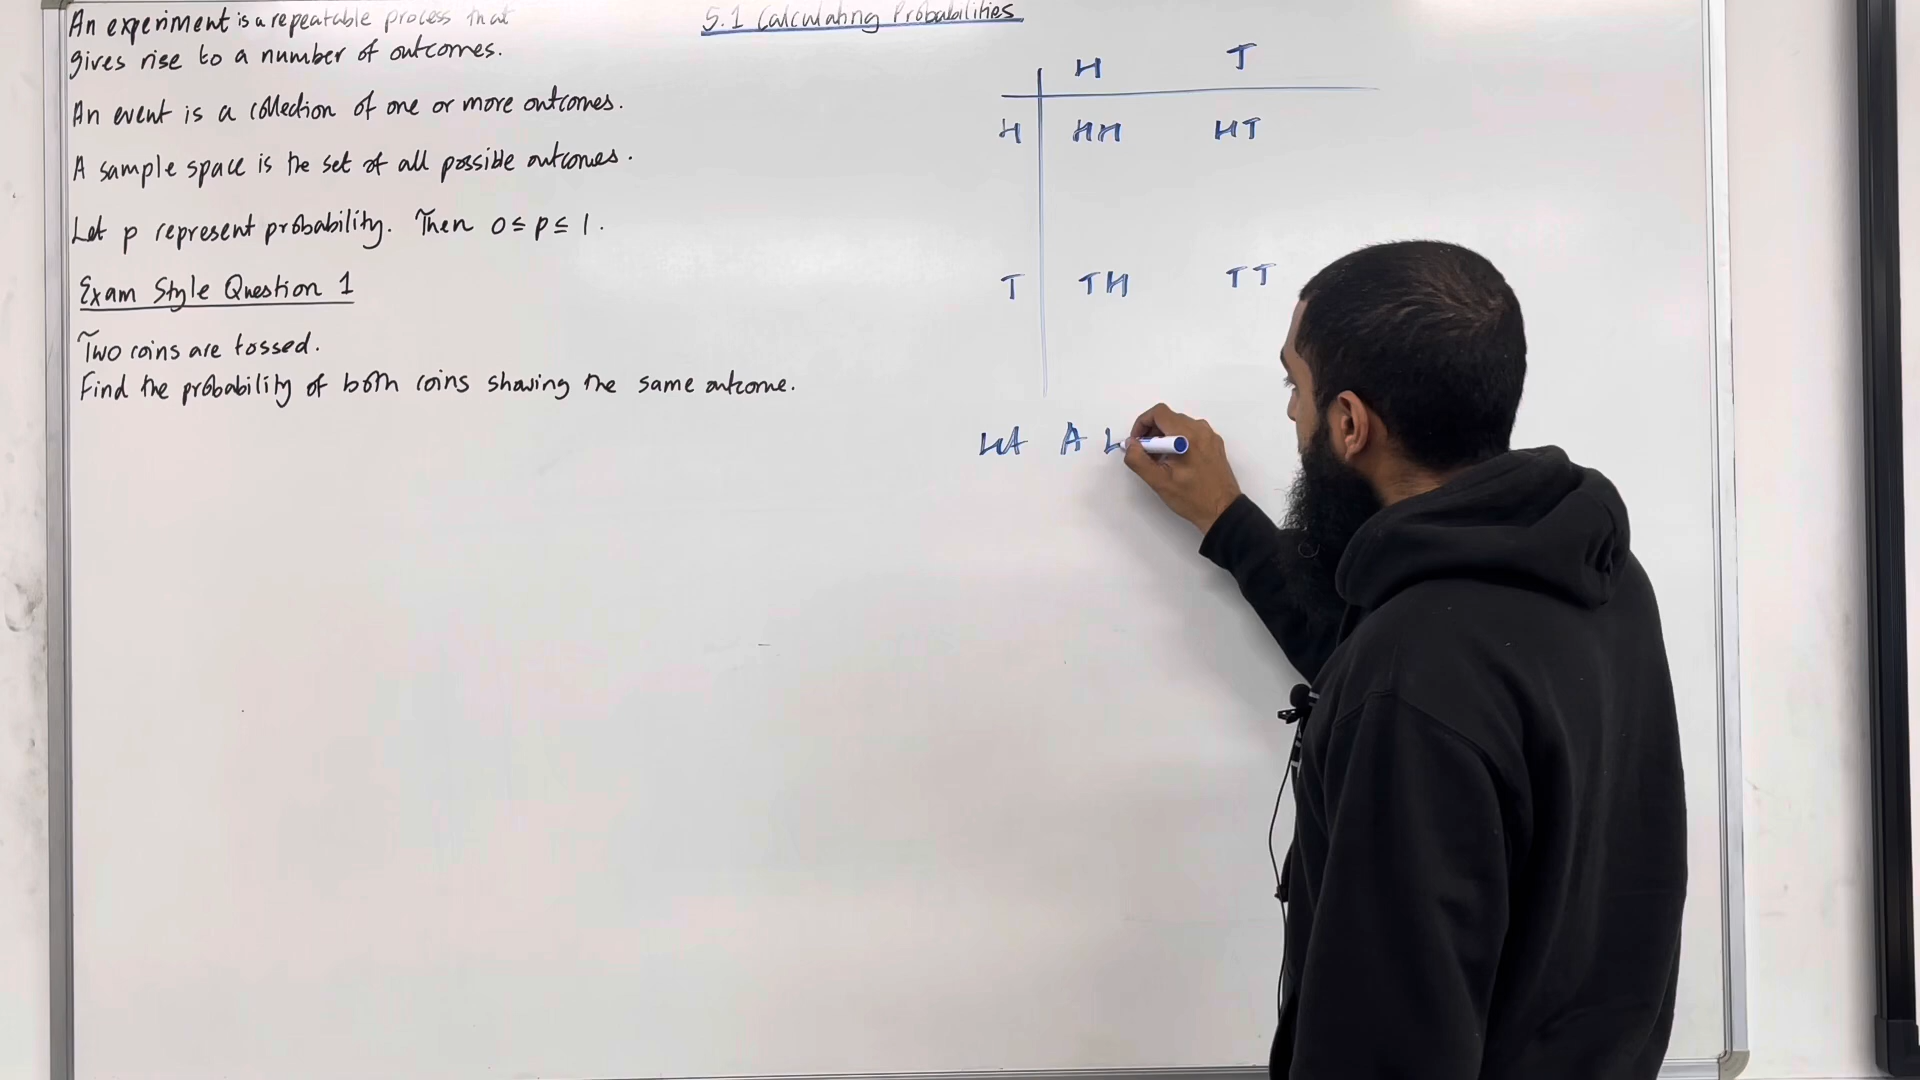 An experiment is a repeatable process that
gives rise to a number of outcomes.
An event is a collection of one or more outcomes.
A sample space is the set of all possible outcomes.
Let p represent probability. Then 0 ≤ p ≤ 1.
Exam Style Question 1
Two coins are tossed.
Find the probability of both coins showing the same outcome.
5.1 Calculating Probabilities
H T
H HH HT
T TH TT
Let A